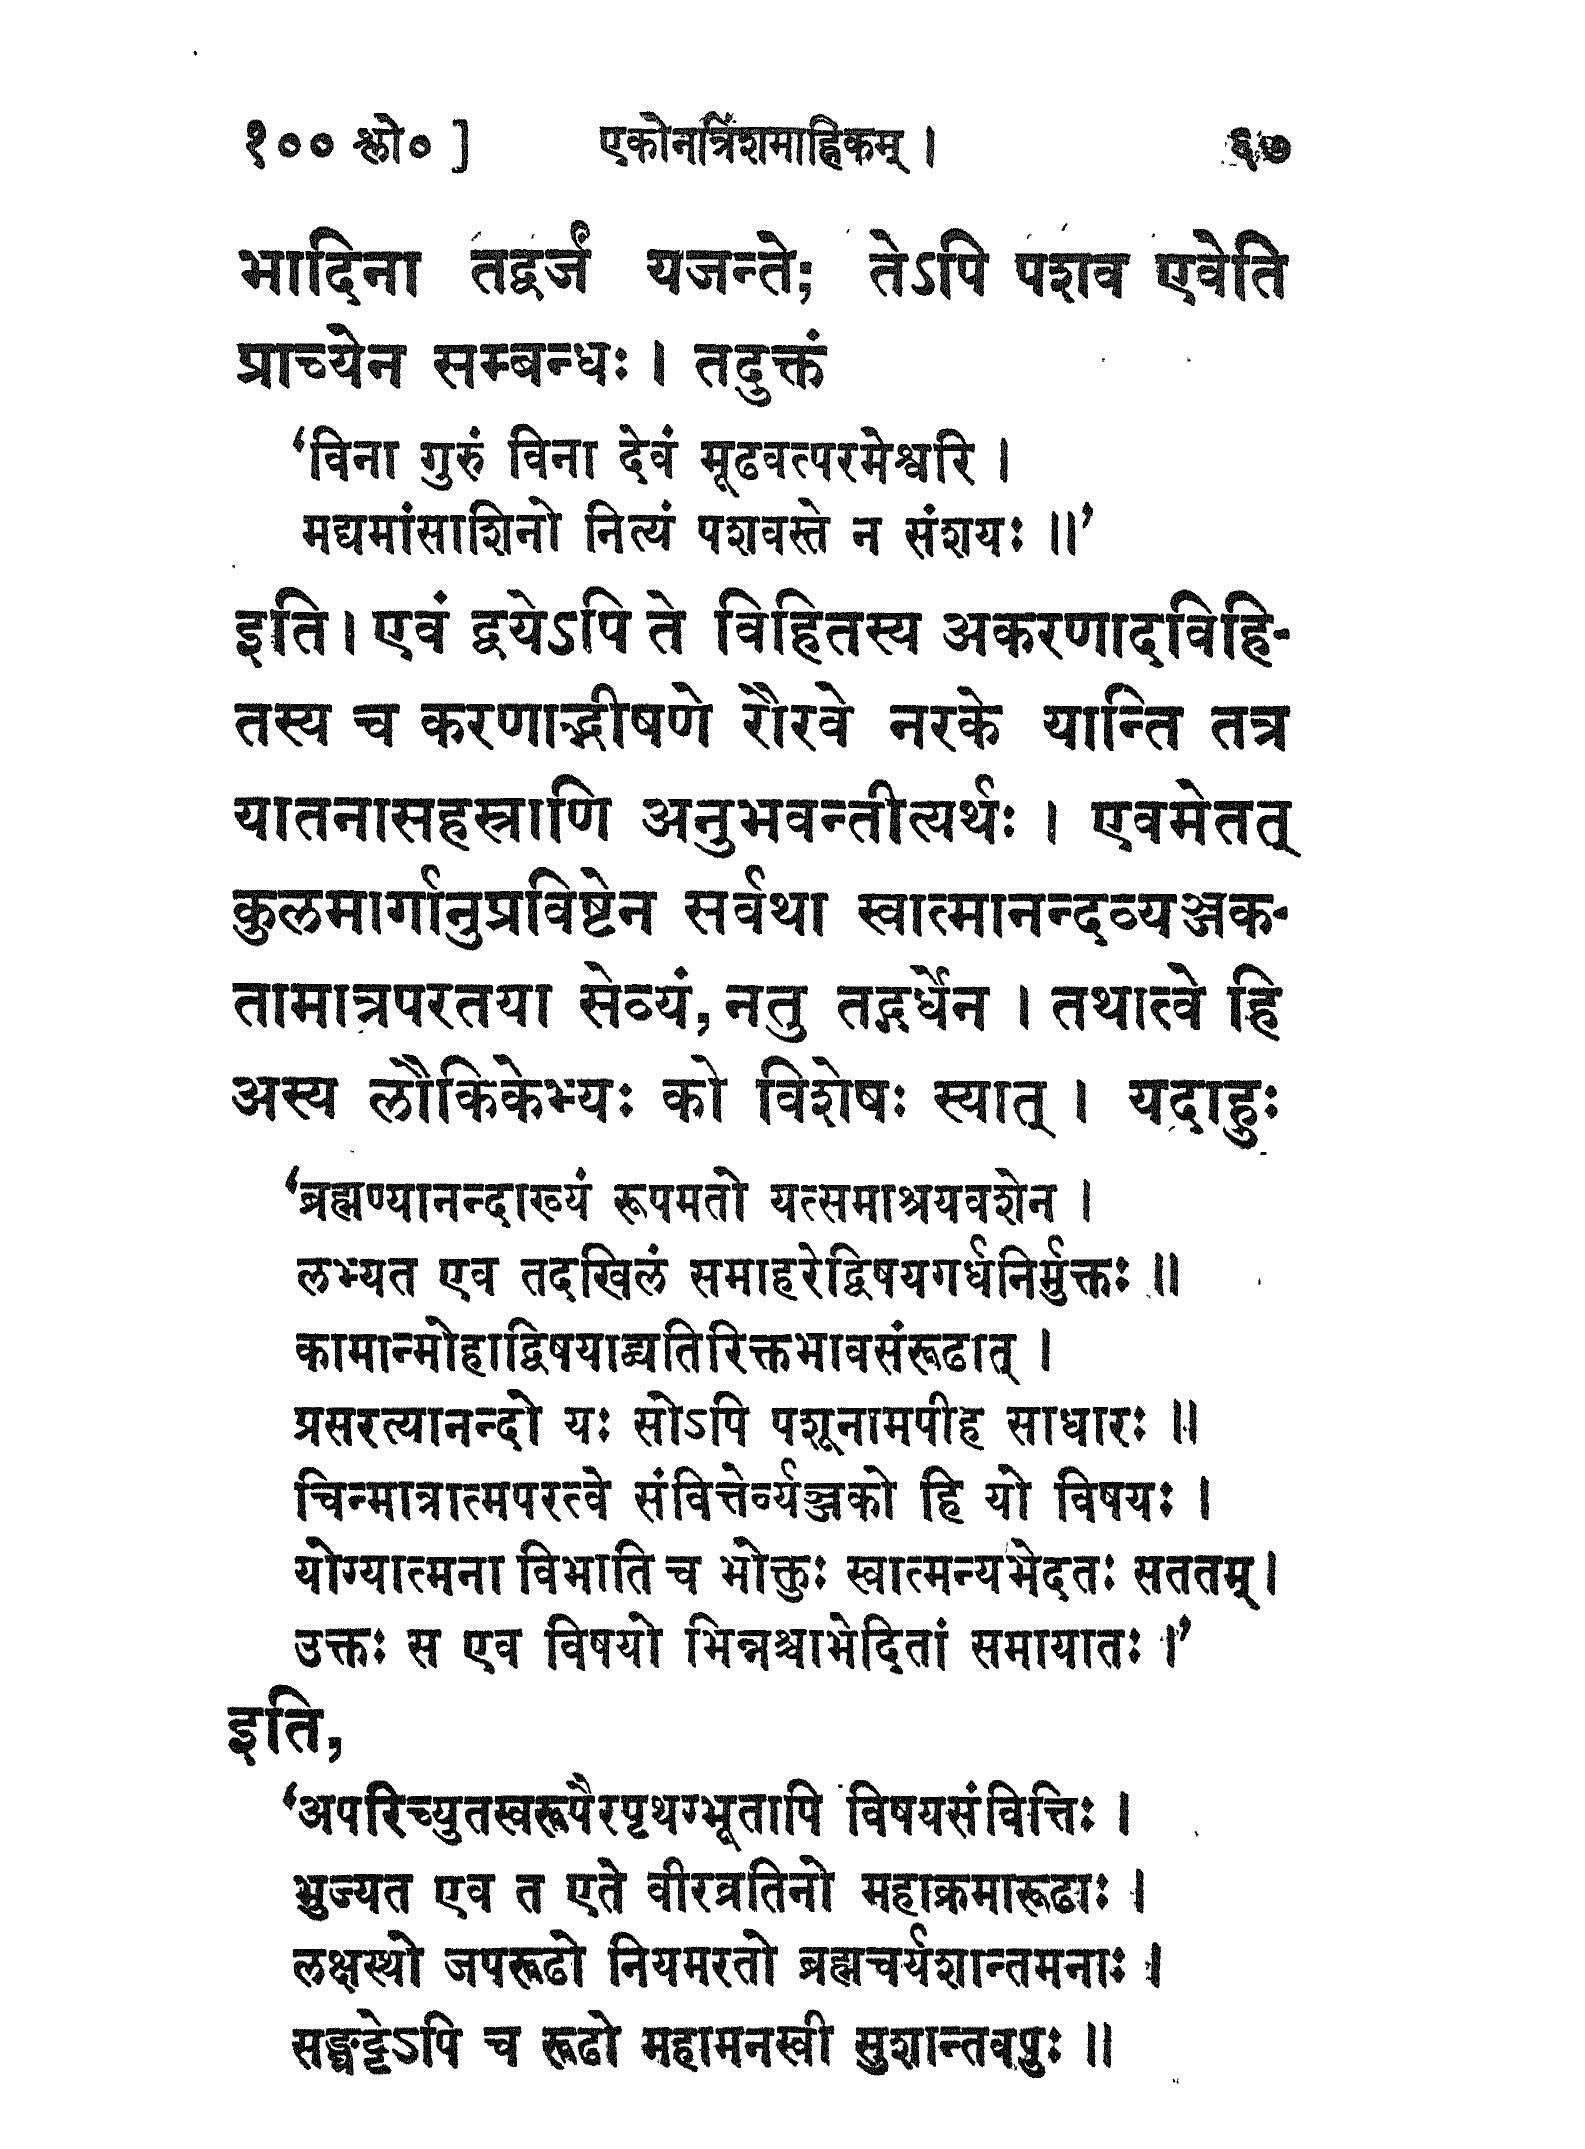 १०० श्लो० ] एकोनत्रिंशमाह्निकम् । ६७
भादिना तद्वर्जं यजन्ते; तेऽपि पशव एवेति
प्राच्येन सम्बन्धः । तदुक्तं
‘विना गुरुं विना देवं मूढवत्परमेश्वरि ।
मद्यमांसाशिनो नित्यं पशवस्ते न संशयः ॥’
इति । एवं द्वयेऽपि ते विहितस्य अकरणादविहि-
तस्य च करणाद्भीषणे रौरवे नरके यान्ति तत्र
यातनासहस्राणि अनुभवन्तीत्यर्थः । एवमेतत्
कुलमार्गानुप्रविष्टेन सर्वथा स्वात्मानन्दव्यञ्जक-
तामात्रपरतया सेव्यं, नतु तद्गर्धेन । तथात्वे हि
अस्य लौकिकेभ्यः को विशेषः स्यात् । यदाहुः
‘ब्रह्मण्यानन्दाख्यं रूपमतो यत्समाश्रयवशेन ।
लभ्यत एव तदखिलं समाहरेद्विषयगर्धनिर्मुक्तः ॥
कामान्मोहाद्विषयाद्व्यतिरिक्तभावसंरूढात् ।
प्रसरत्यानन्दो यः सोऽपि पशूनामपीह साधारः ॥
चिन्मात्रात्मपरत्वे संवित्तेर्व्यञ्जको हि यो विषयः ।
योग्यात्मना विभाति च भोक्तुः स्वात्मन्यभेदतः सततम् ।
उक्तः स एव विषयो भिन्नश्चाभेदितां समायातः ।’
इति,
‘अपरिच्युतस्वरूपैरपृथग्भूतापि विषयसंवित्तिः ।
भुज्यत एव त एते वीरव्रतिनो महाक्रमारूढाः ।
लक्षस्थो जपरूढो नियमरतो ब्रह्मचर्यशान्तमनाः ।
सङ्घट्टेऽपि च रूढो महामनस्वी सुशान्तवपुः ॥